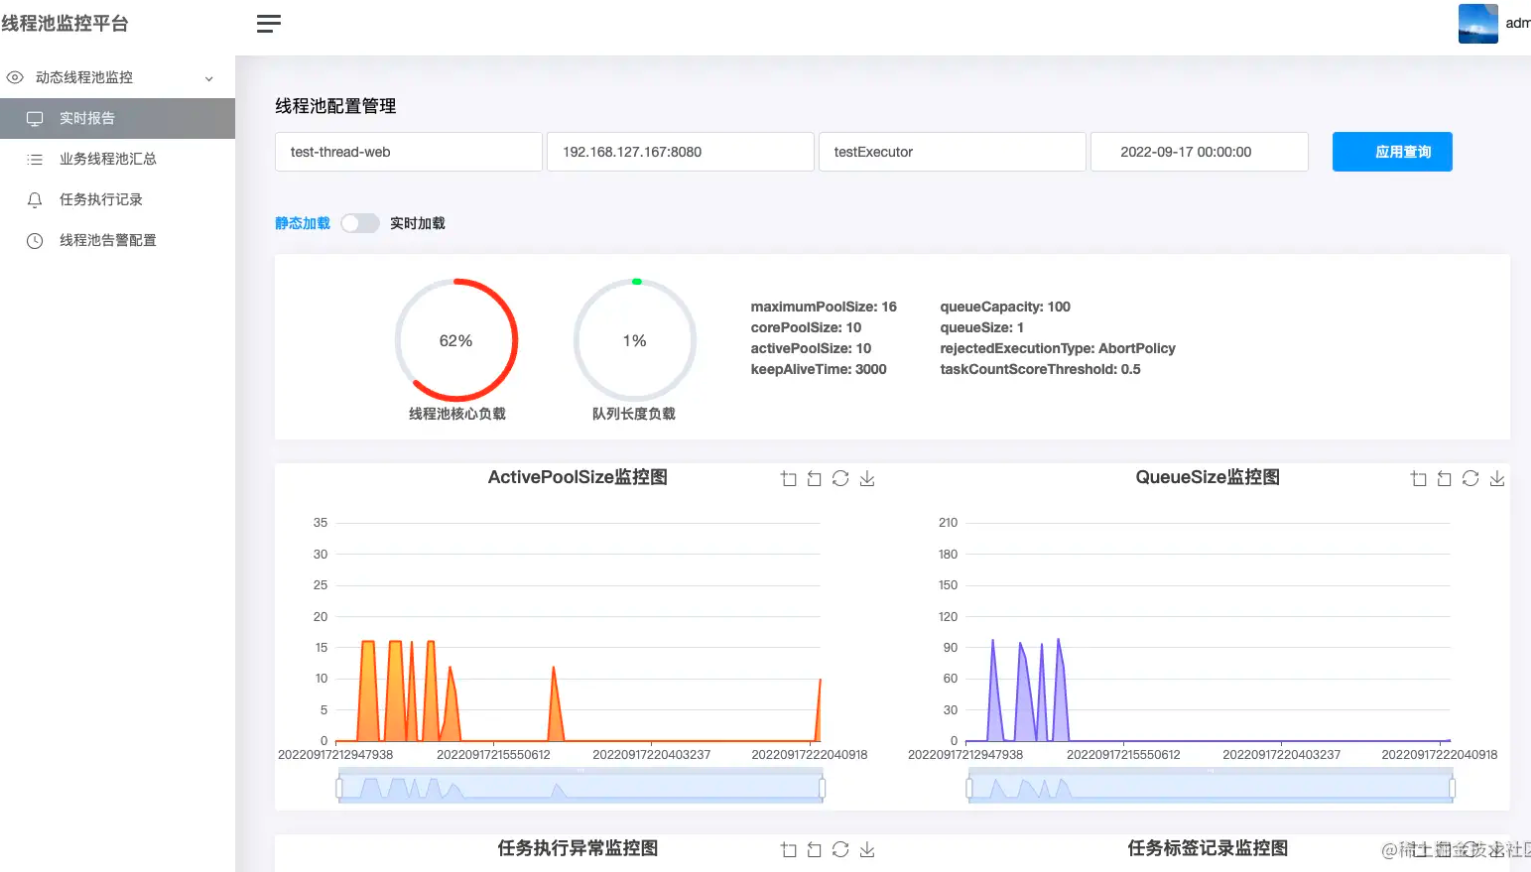 线程池监控平台
adm
动态线程池监控
实时报告
业务线程池汇总
任务执行记录
线程池告警配置
线程池配置管理
test-thread-web
192.168.127.167:8080
testExecutor
2022-09-17 00:00:00
应用查询
静态加载
实时加载
62%
线程池核心负载
1%
队列长度负载
maximumPoolSize: 16
corePoolSize: 10
activePoolSize: 10
keepAliveTime: 3000
queueCapacity: 100
queueSize: 1
rejectedExecutionType: AbortPolicy
taskCountScoreThreshold: 0.5
ActivePoolSize监控图
35
30
25
20
15
10
5
0
20220917212947938
20220917215550612
20220917220403237
20220917222040918
QueueSize监控图
210
180
150
120
90
60
30
0
20220917212947938
20220917215550612
20220917220403237
20220917222040918
任务执行异常监控图
任务标签记录监控图
@稀土掘金技术社区